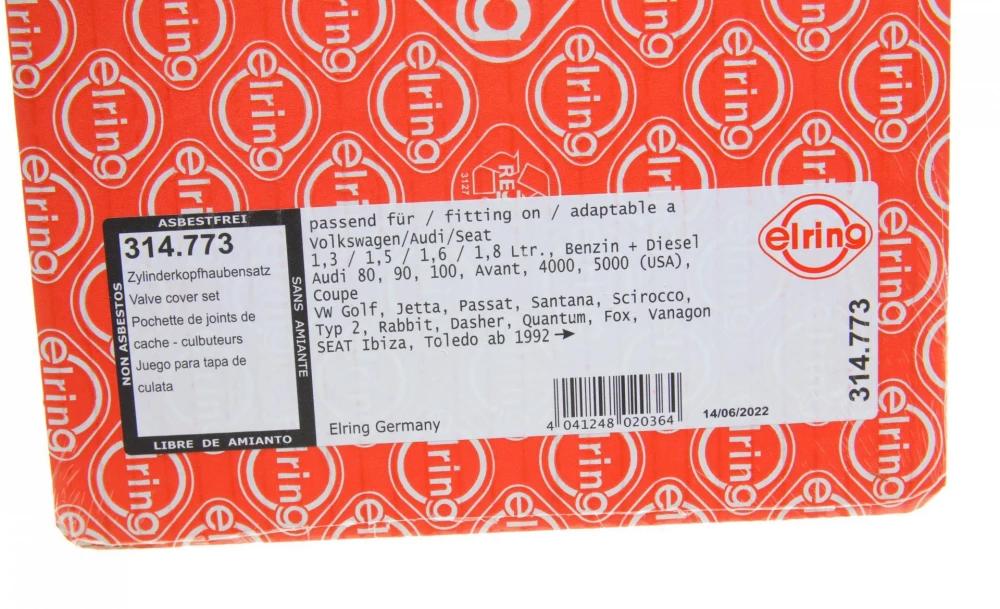 ASBESTFREI
314.773
Zylinderkopfhaubensatz
Valve cover set
Pochette de joints de
cache - culbuteurs
Juego para tapa de
culata
NON ASBESTOS
SANS AMIANTE
LIBRE DE AMIANTO
passend für / fitting on / adaptable a
Volkswagen/Audi/Seat
1,3 / 1,5 / 1,6 / 1,8 Ltr., Benzin + Diesel
Audi 80, 90, 100, Avant, 4000, 5000 (USA),
Coupe
VW Golf, Jetta, Passat, Santana, Scirocco,
Typ 2, Rabbit, Dasher, Quantum, Fox, Vanagon
SEAT Ibiza, Toledo ab 1992 →
Elring Germany
4 041248 020364
14/06/2022
elring
314.773